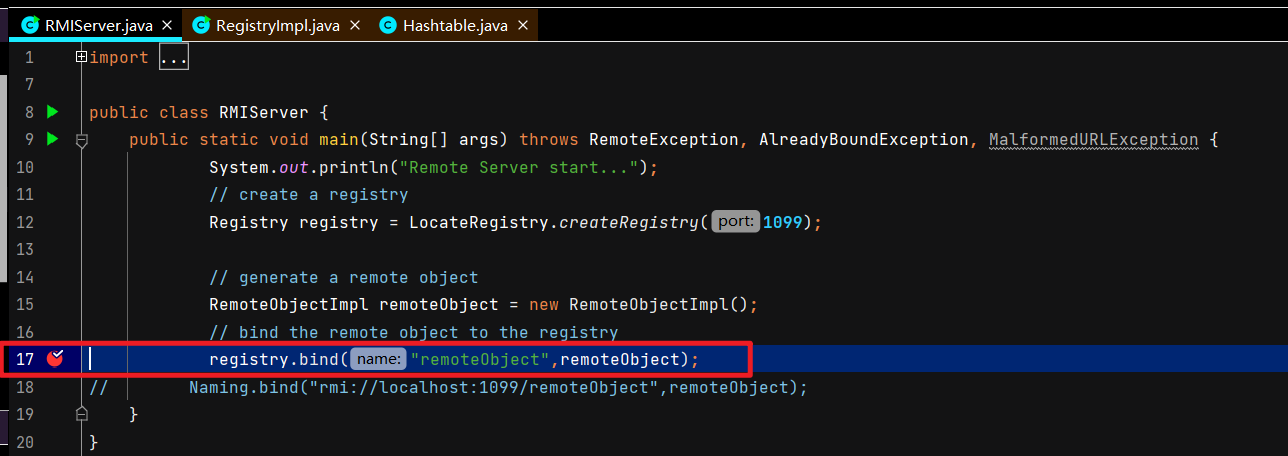 RMIServer.java × RegistryImpl.java × Hashtable.java ×
1 import ...
7
8 public class RMIServer {
9 public static void main(String[] args) throws RemoteException, AlreadyBoundException, MalformedURLException {
10 System.out.println("Remote Server start...");
11 // create a registry
12 Registry registry = LocateRegistry.createRegistry( port: 1099);
13
14 // generate a remote object
15 RemoteObjectImpl remoteObject = new RemoteObjectImpl();
16 // bind the remote object to the registry
17 registry.bind( name: "remoteObject",remoteObject);
18 // Naming.bind("rmi://localhost:1099/remoteObject",remoteObject);
19 }
20 }